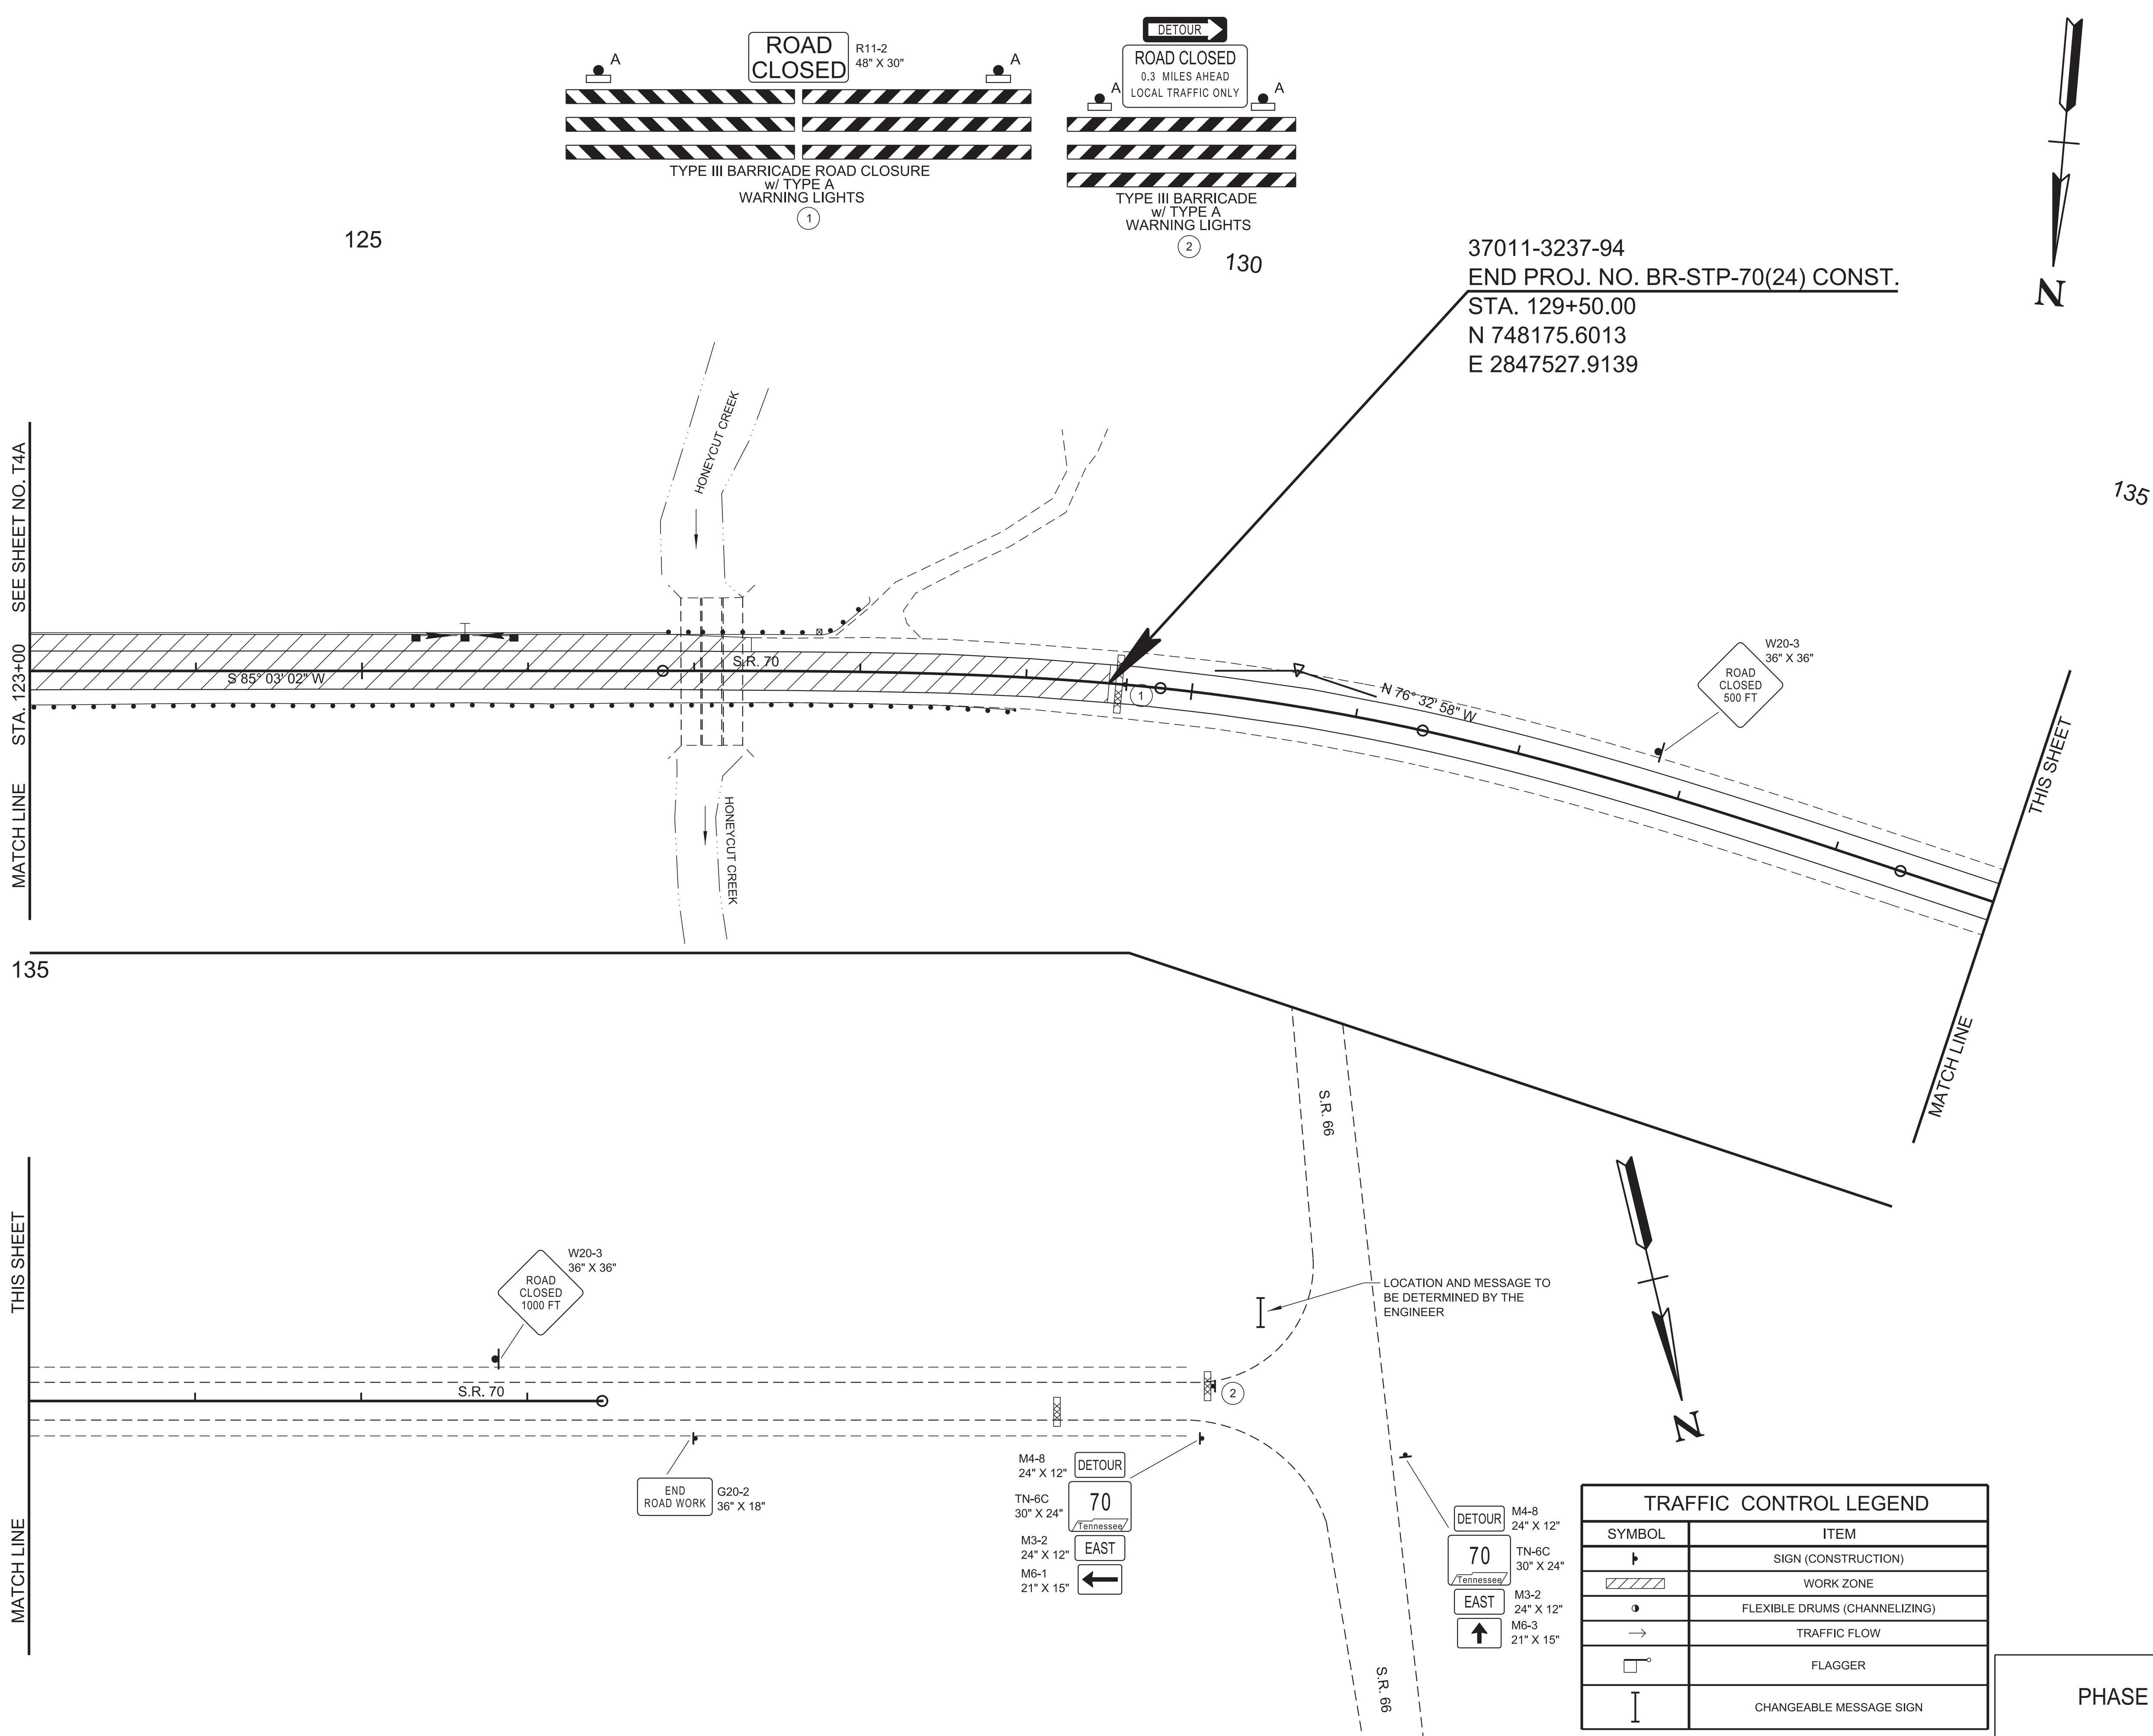 ROAD
CLOSED
R11-2
48" X 30"
A
A
TYPE III BARRICADE ROAD CLOSURE
w/ TYPE A
WARNING LIGHTS
1
DETOUR
ROAD CLOSED
0.3 MILES AHEAD
LOCAL TRAFFIC ONLY
A
A
TYPE III BARRICADE
w/ TYPE A
WARNING LIGHTS
2
N
125
130
135
37011-3237-94
END PROJ. NO. BR-STP-70(24) CONST.
STA. 129+50.00
N 748175.6013
E 2847527.9139
MATCH LINE STA. 123+00 SEE SHEET NO. T4A
HONEYCUT CREEK
S 85° 03' 02" W
S.R. 70
1
N 76° 32' 58" W
W20-3
36" X 36"
ROAD
CLOSED
500 FT
HONEYCUT CREEK
MATCH LINE THIS SHEET
135
MATCH LINE THIS SHEET
W20-3
36" X 36"
ROAD
CLOSED
1000 FT
S.R. 70
END
ROAD WORK
G20-2
36" X 18"
S.R. 66
LOCATION AND MESSAGE TO
BE DETERMINED BY THE
ENGINEER
2
N
M4-8
24" X 12"
DETOUR
TN-6C
30" X 24"
70
Tennessee
M3-2
24" X 12"
EAST
M6-1
21" X 15"
DETOUR
M4-8
24" X 12"
70
Tennessee
TN-6C
30" X 24"
EAST
M3-2
24" X 12"
M6-3
21" X 15"
S.R. 66
TRAFFIC CONTROL LEGEND
SYMBOL ITEM
SIGN (CONSTRUCTION)
WORK ZONE
FLEXIBLE DRUMS (CHANNELIZING)
TRAFFIC FLOW
FLAGGER
CHANGEABLE MESSAGE SIGN
PHASE